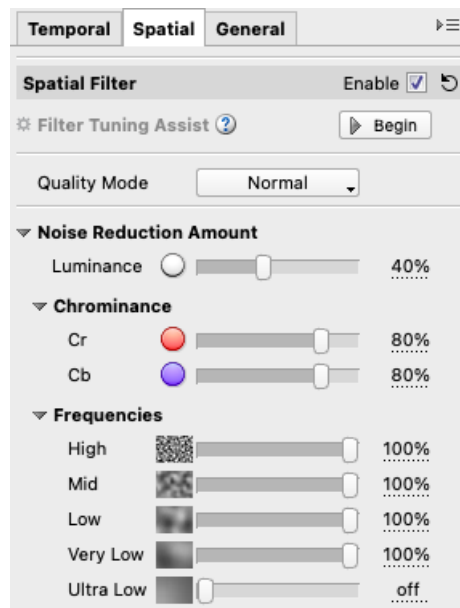 Temporal Spatial General
Spatial Filter Enable
Filter Tuning Assist ? Begin
Quality Mode Normal
Noise Reduction Amount
Luminance 40%
Chrominance
Cr 80%
Cb 80%
Frequencies
High 100%
Mid 100%
Low 100%
Very Low 100%
Ultra Low off